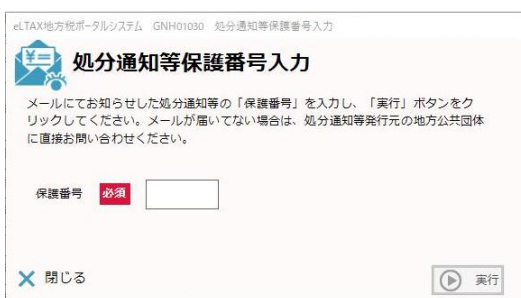 eLTAX地方税ポータルシステム GNH01030 処分通知等保護番号入力
処分通知等保護番号入力
メールにてお知らせした処分通知等の「保護番号」を入力し、「実行」ボタンをク
リックしてください。メールが届いてない場合は、処分通知等発行元の地方公共団体
に直接お問い合わせください。
保護番号 必須
閉じる 実行